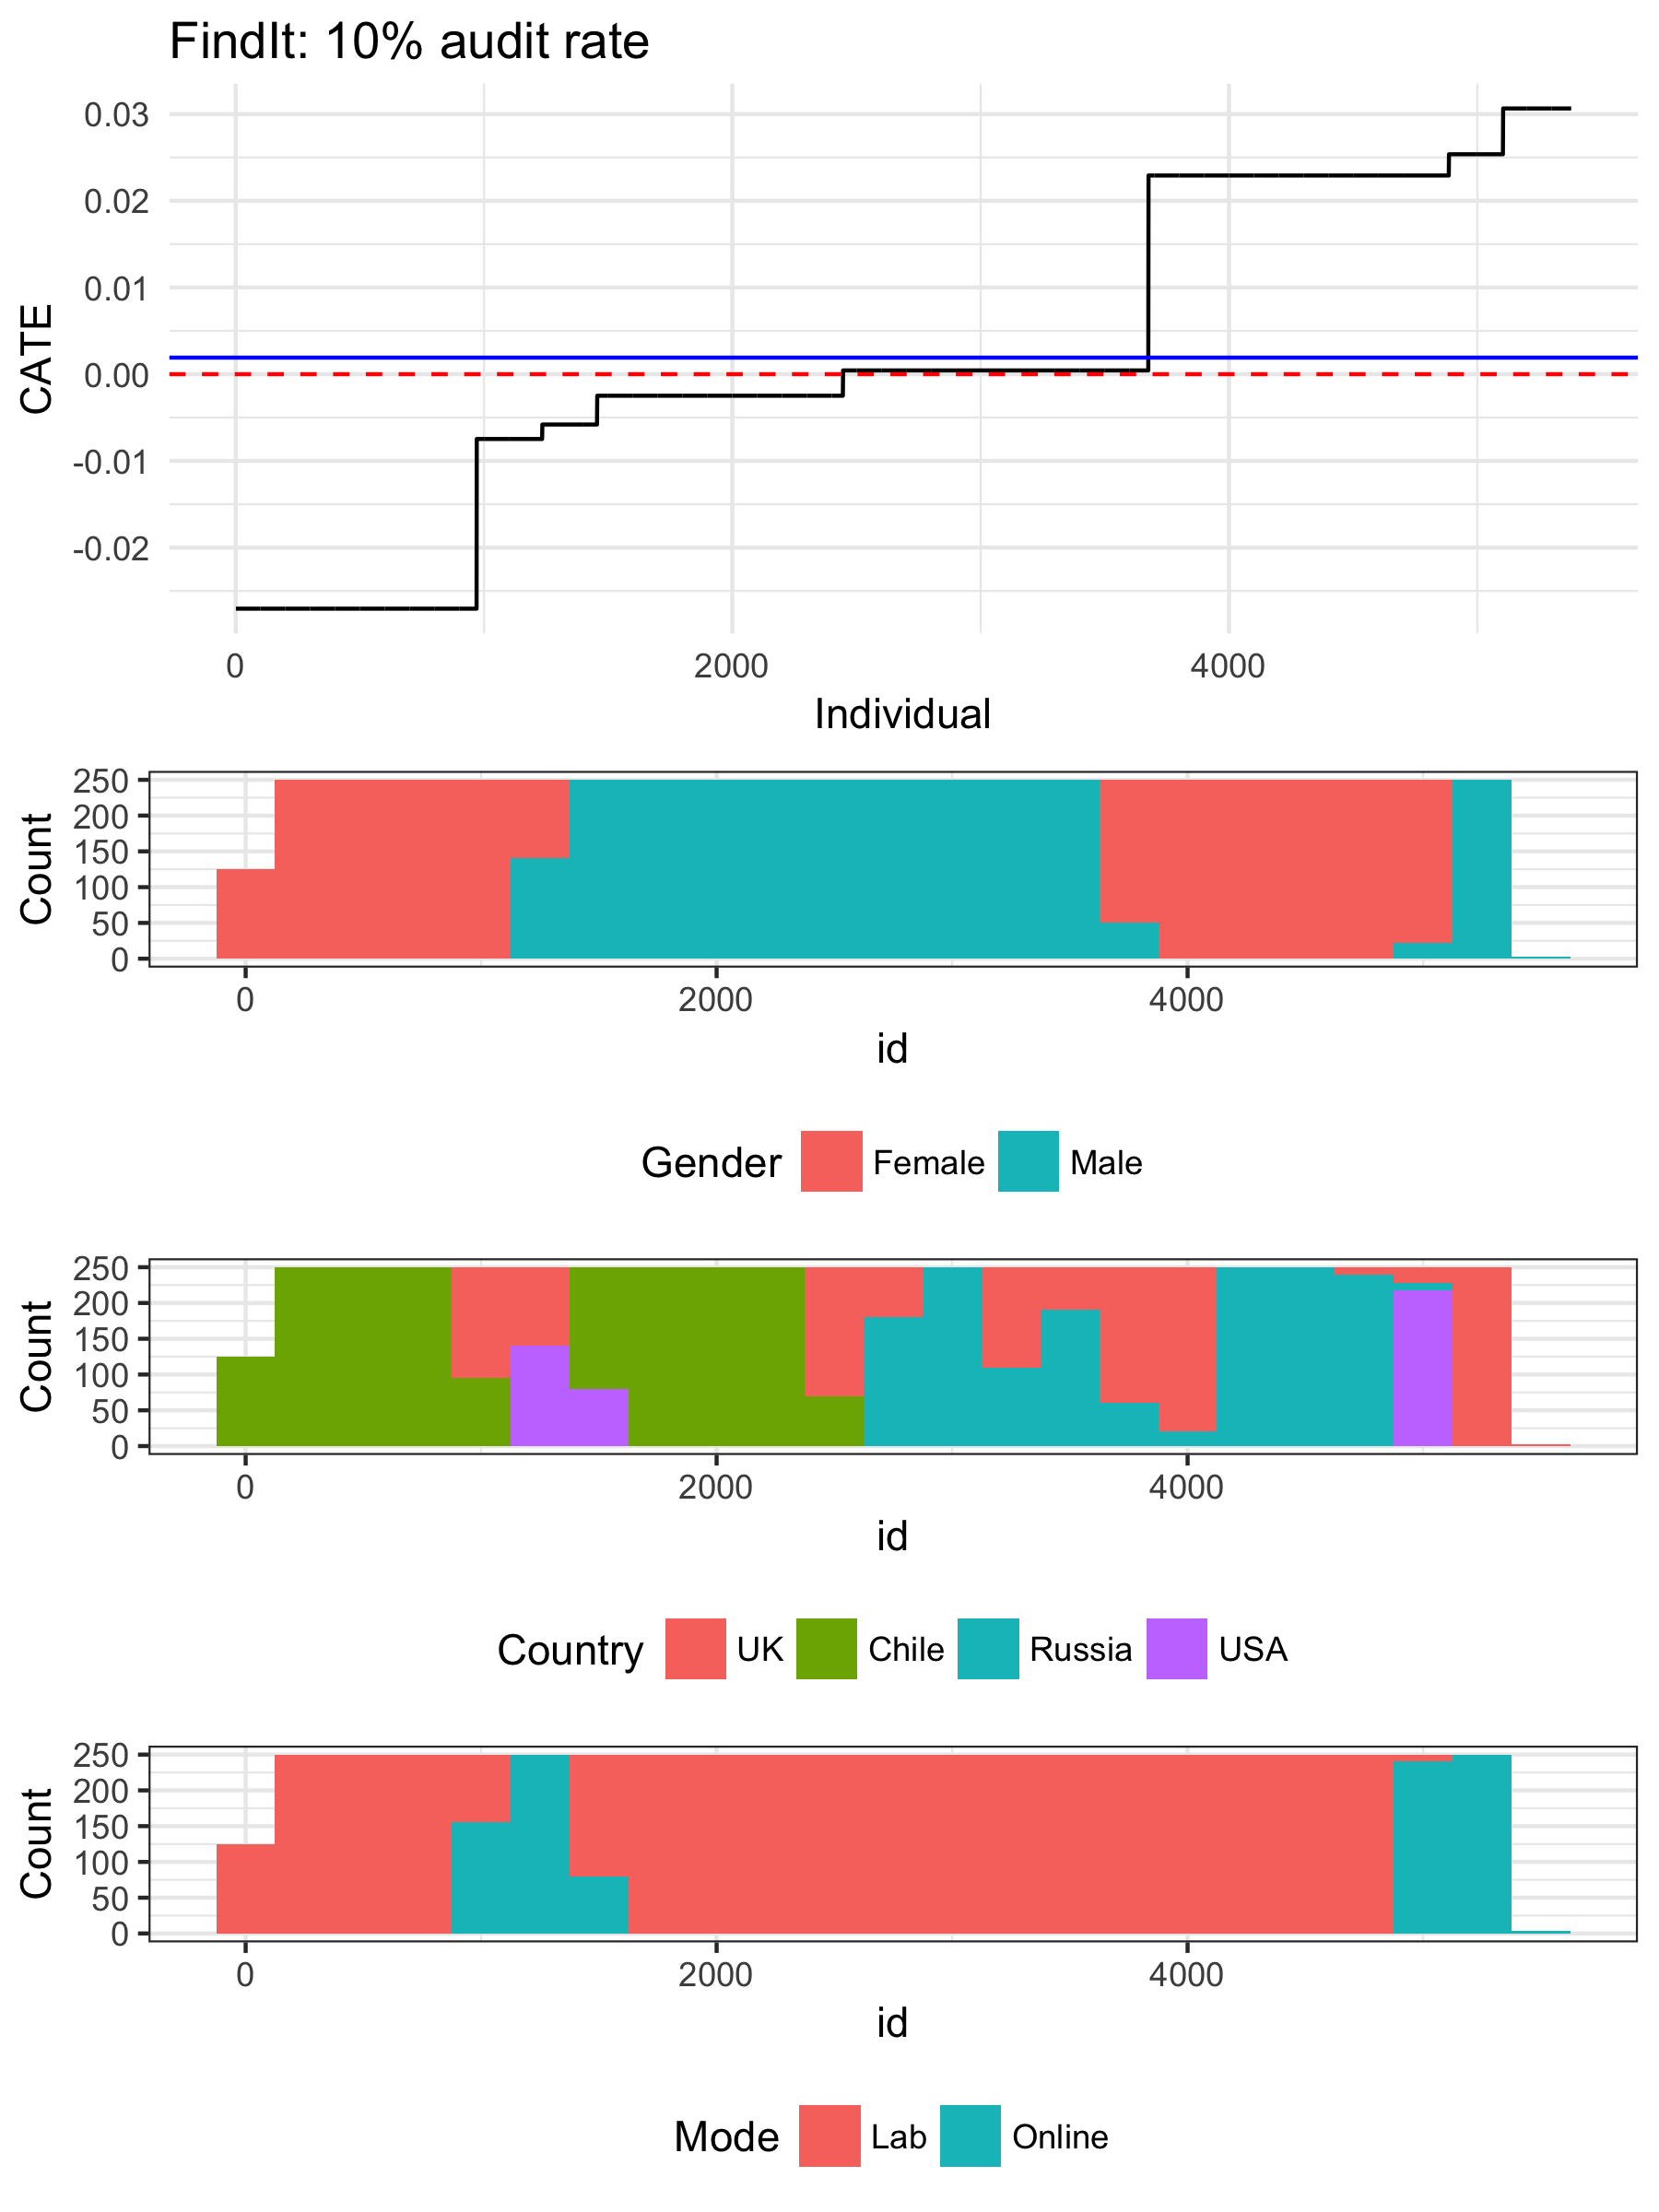 FindIt: 10% audit rate
0.03
0.02
0.01
0.00
-0.01
-0.02
CATE
0 2000 4000
Individual
250
200
150
100
50
0
Count
0 2000 4000
id
Gender Female Male
250
200
150
100
50
0
Count
0 2000 4000
id
Country UK Chile Russia USA
250
200
150
100
50
0
Count
0 2000 4000
id
Mode Lab Online